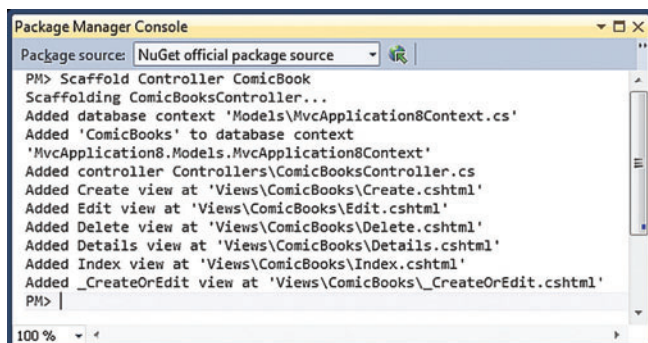 Package Manager Console
Package source: NuGet official package source
PM> Scaffold Controller ComicBook
Scaffolding ComicBooksController...
Added database context 'Models\MvcApplication8Context.cs'
Added 'ComicBooks' to database context
'MvcApplication8.Models.MvcApplication8Context'
Added controller Controllers\ComicBooksController.cs
Added Create view at 'Views\ComicBooks\Create.cshtml'
Added Edit view at 'Views\ComicBooks\Edit.cshtml'
Added Delete view at 'Views\ComicBooks\Delete.cshtml'
Added Details view at 'Views\ComicBooks\Details.cshtml'
Added Index view at 'Views\ComicBooks\Index.cshtml'
Added _CreateOrEdit view at 'Views\ComicBooks\_CreateOrEdit.cshtml'
PM>
100 %